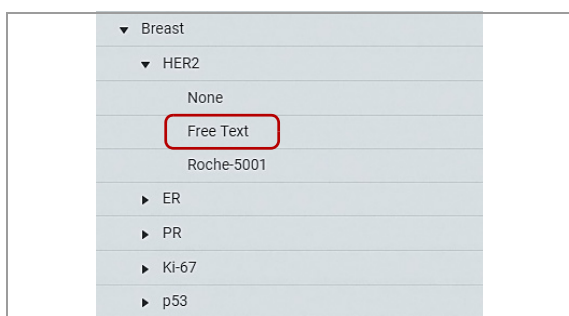 Breast
HER2
None
Free Text
Roche-5001
ER
PR
Ki-67
p53